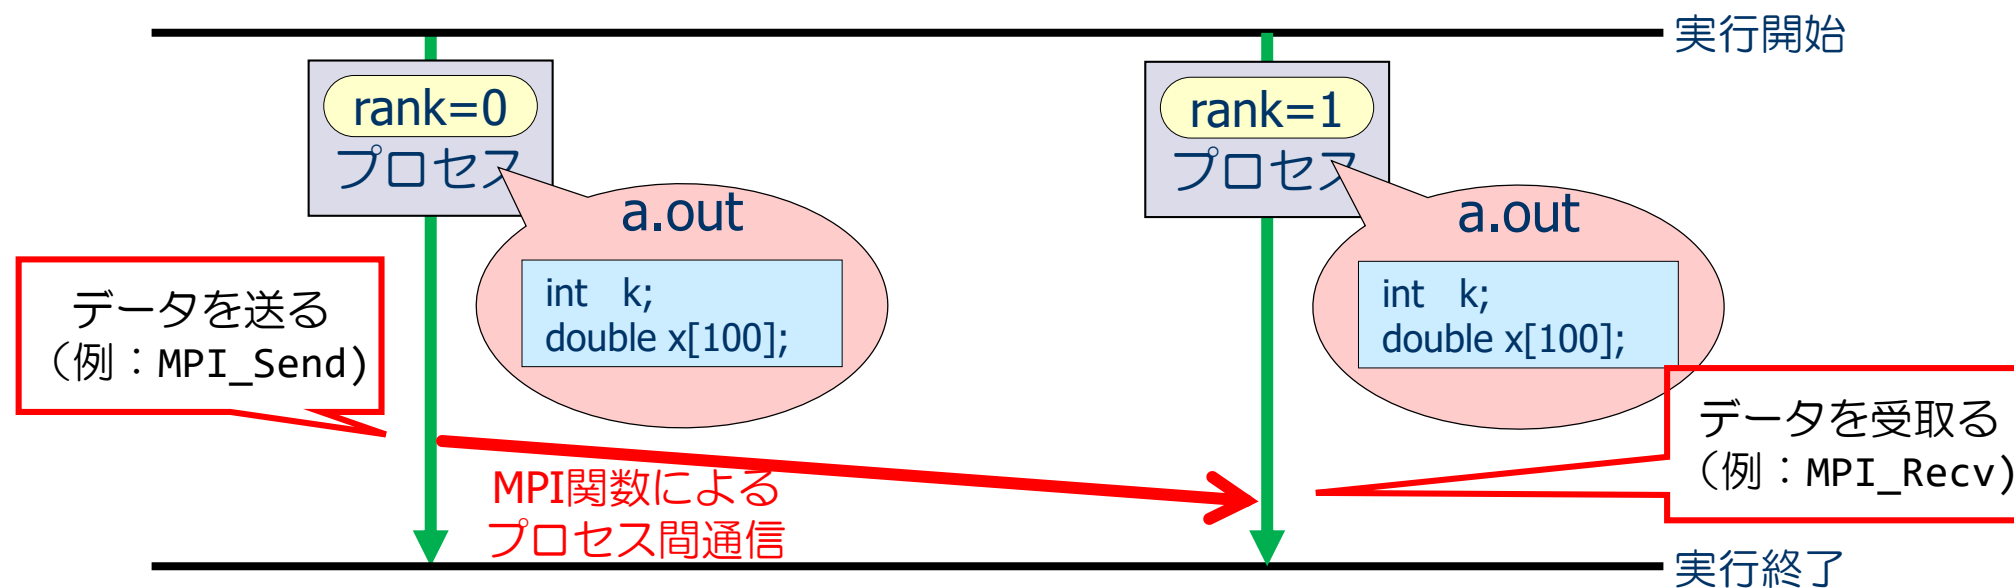 実行開始
rank=0
プロセス
a.out
int k;
double x[100];
rank=1
プロセス
a.out
int k;
double x[100];
データを送る
（例：MPI_Send)
データを受取る
（例：MPI_Recv)
MPI関数による
プロセス間通信
実行終了